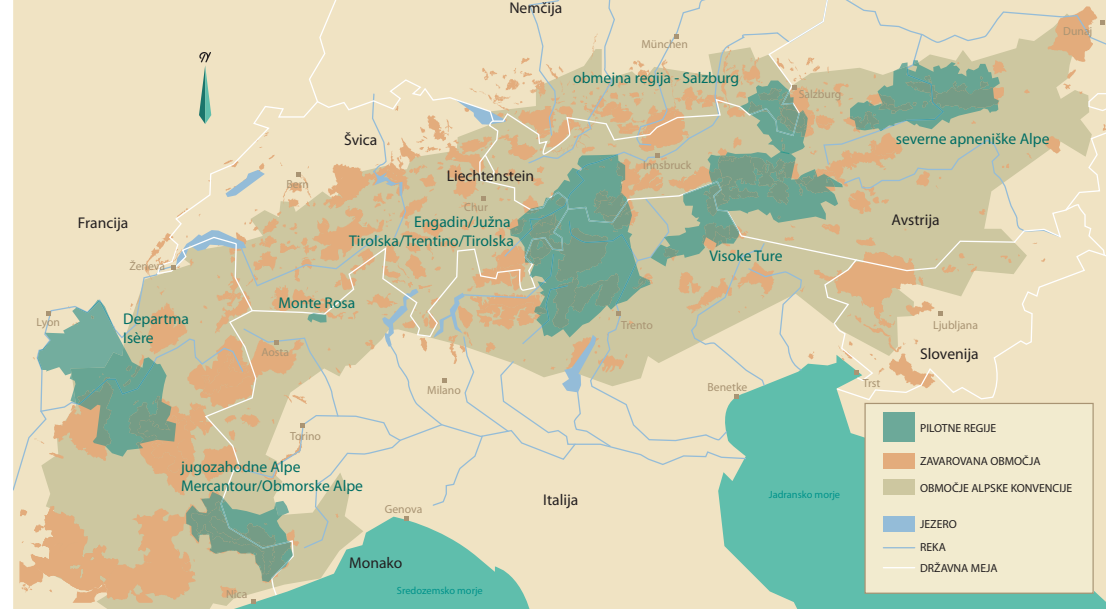 Nemčija
München
Dunaj
obmejna regija - Salzburg
Salzburg
severne apneniške Alpe
Švica
Innsbruck
Liechtenstein
Bern
Chur
Francija
Engadin/Južna
Tirolska/Trentino/Tirolska
Avstrija
Visoke Ture
Ženeva
Monte Rosa
Departma
Isère
Lyon
Trento
Ljubljana
Aosta
Slovenija
Milano
Benetke
Trst
Torino
jugozahodne Alpe
Mercantour/Obmorske Alpe
Italija
Jadransko morje
Genova
Monako
Sredozemsko morje
Nica
PILOTNE REGIJE
ZAVAROVANA OBMOČJA
OBMOČJE ALPSKE KONVENCIJE
JEZERO
REKA
DRŽAVNA MEJA